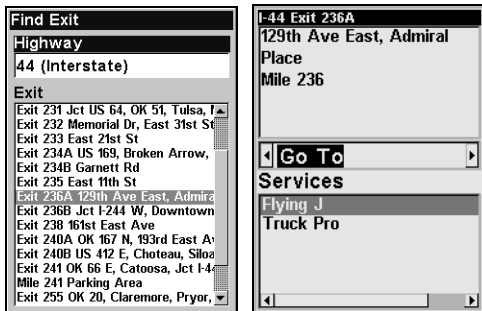 Find Exit
Highway
44 (Interstate)
Exit
Exit 231 Jct US 64, OK 51, Tulsa,
Exit 232 Memorial Dr, East 31st St
Exit 233 East 21st St
Exit 234A US 169, Broken Arrow,
Exit 234B Garnett Rd
Exit 235 East 11th St
Exit 236A 129th Ave East, Admira
Exit 236B Jct I-244 W, Downtown
Exit 238 161st East Ave
Exit 240A OK 167 N, 193rd East Av
Exit 240B US 412 E, Choteau, Siloa
Exit 241 OK 66 E, Catoosa, Jct I-44
Mile 241 Parking Area
Exit 255 OK 20, Claremore, Pryor,
I-44 Exit 236A
129th Ave East, Admiral
Place
Mile 236
Go To
Services
Flying J
Truck Pro